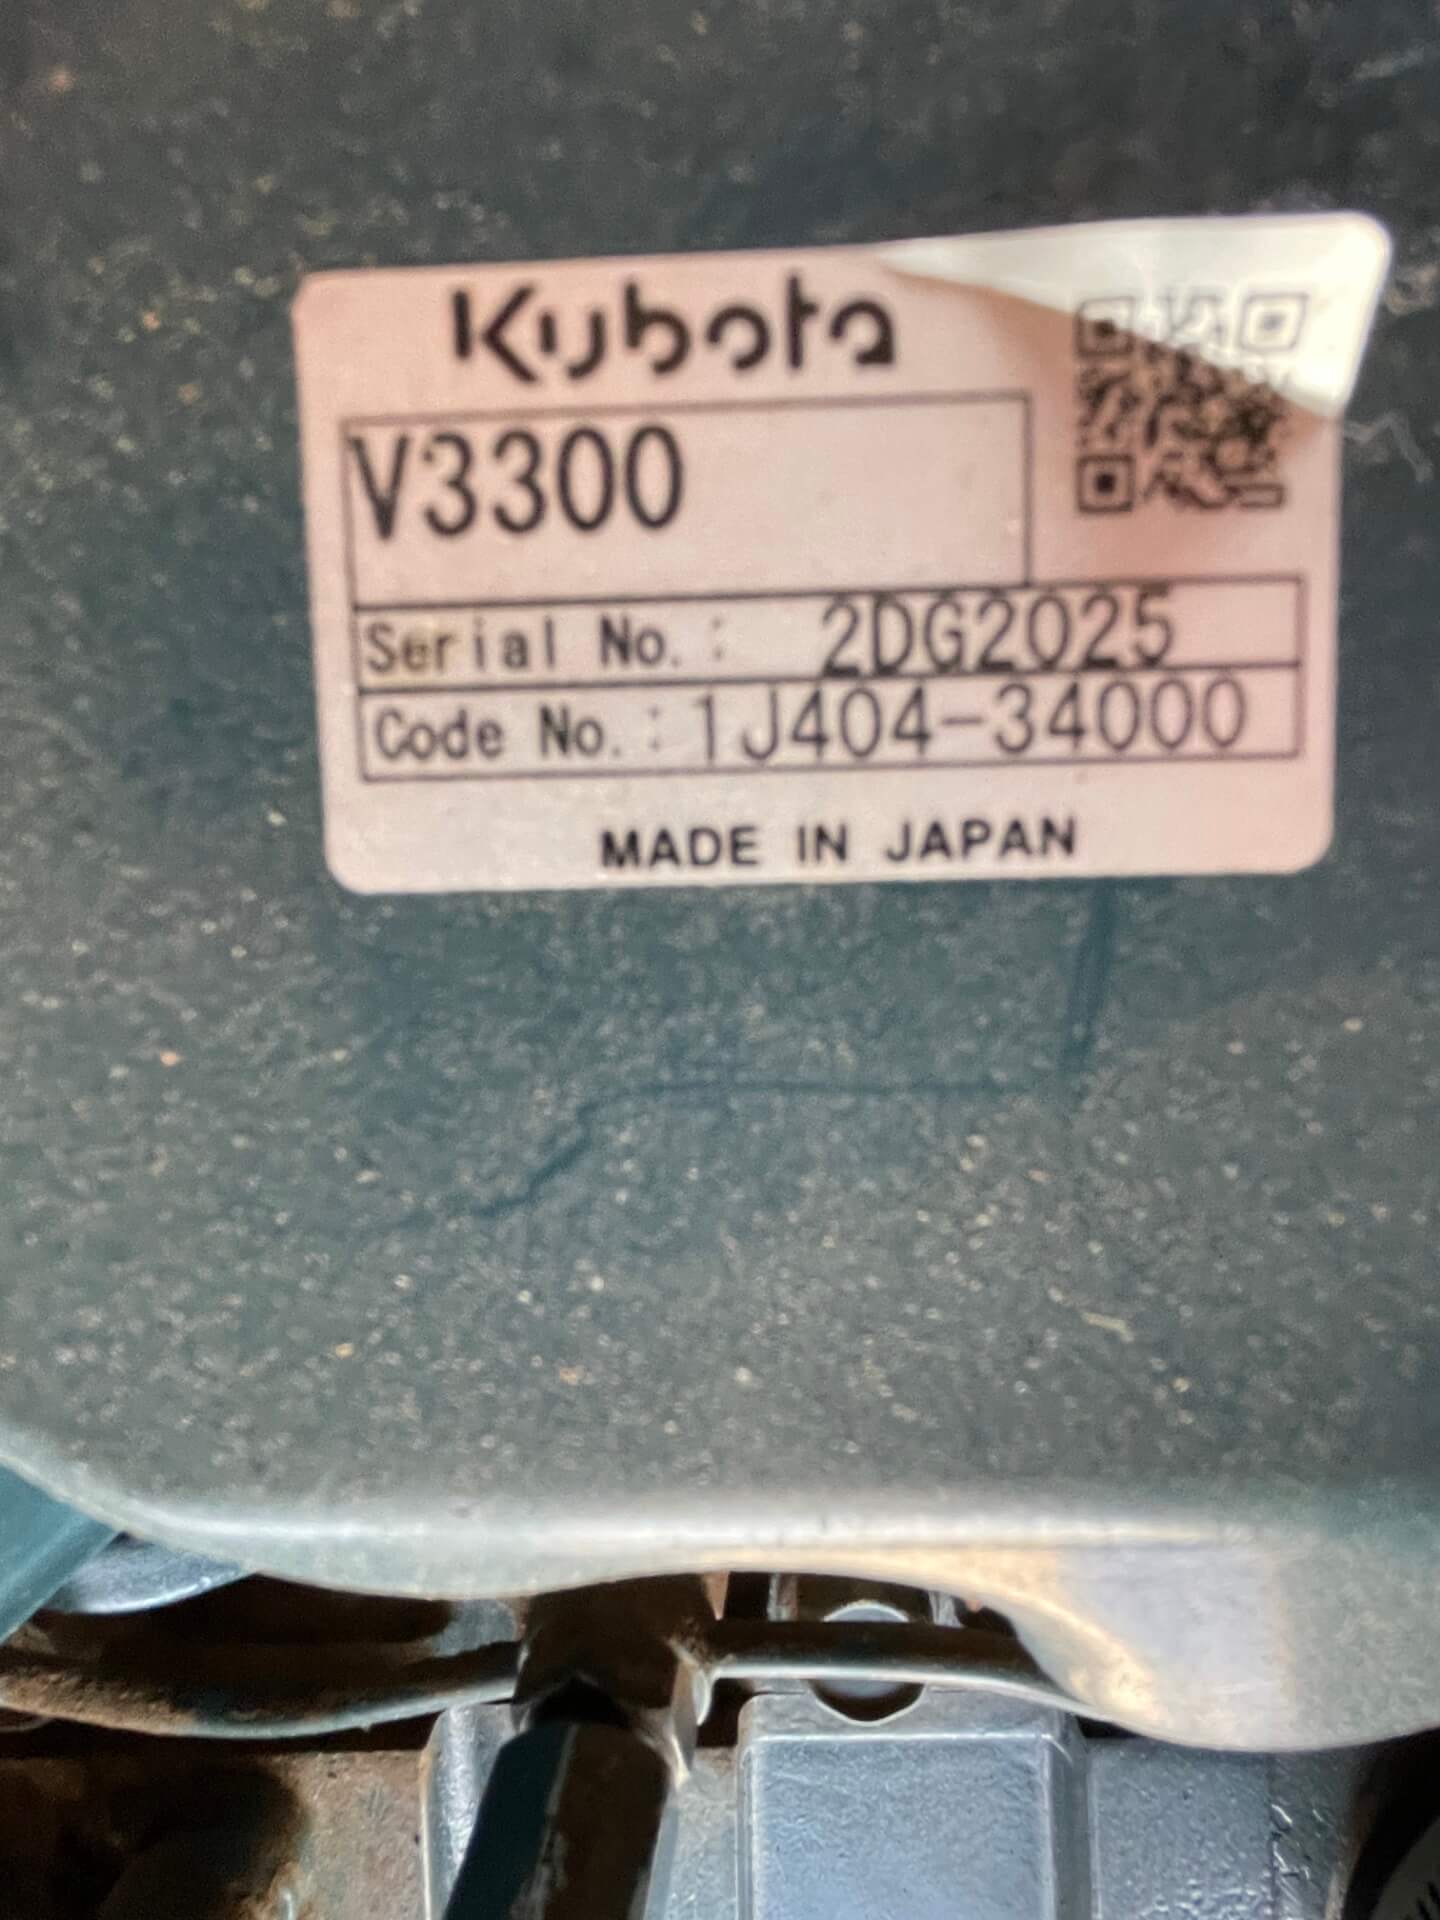 Kubota
V3300
Serial No.: 2DG2025
Code No.: 1J404-34000
MADE IN JAPAN